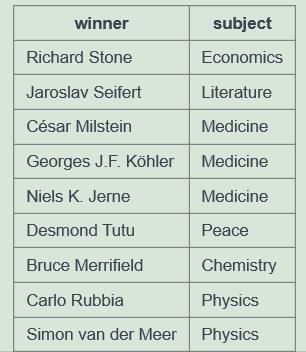 winner subject
Richard Stone Economics
Jaroslav Seifert Literature
César Milstein Medicine
Georges J.F. Köhler Medicine
Niels K. Jerne Medicine
Desmond Tutu Peace
Bruce Merrifield Chemistry
Carlo Rubbia Physics
Simon van der Meer Physics